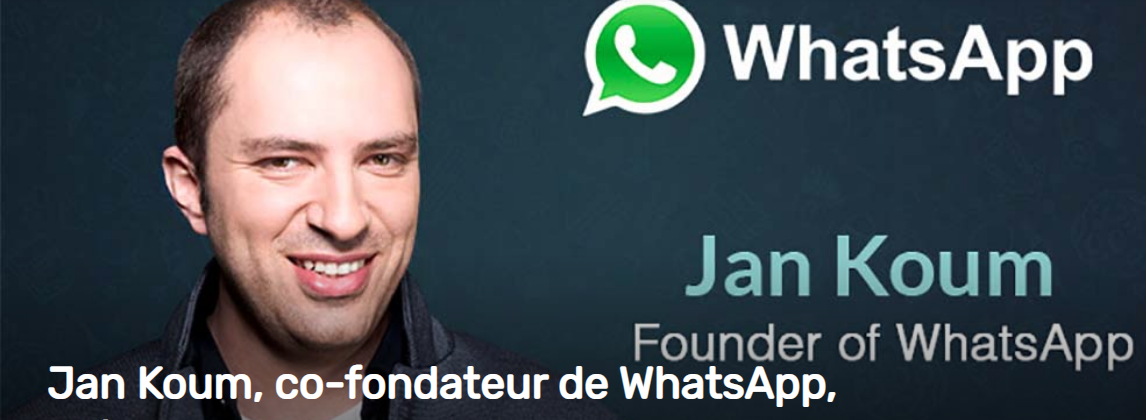 WhatsApp
Jan Koum
Founder of WhatsApp
Jan Koum, co-fondateur de WhatsApp,